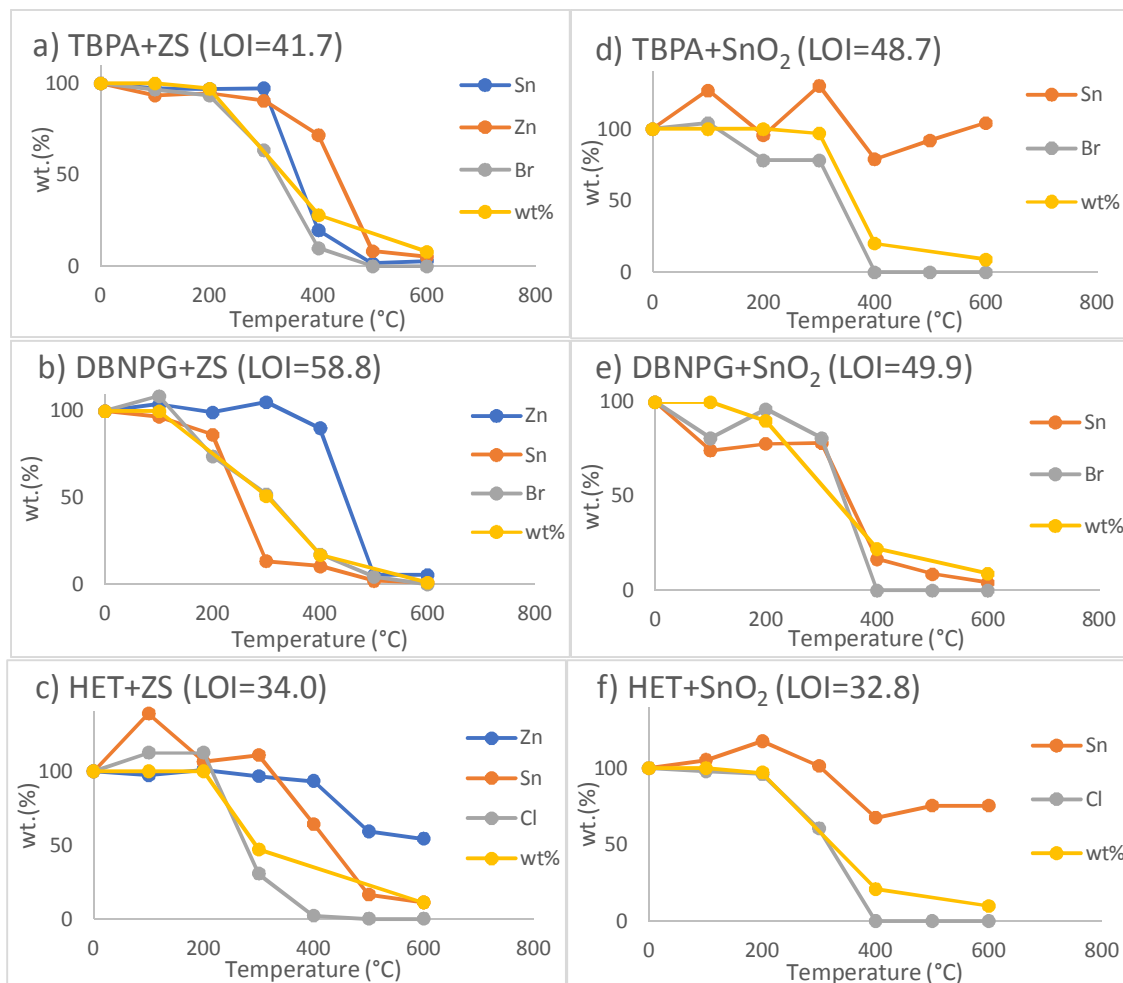 a) TBPA+ZS (LOI=41.7)
wt.(%)
100
50
0
0 200 400 600 800
Temperature (°C)
Sn
Zn
Br
wt%
d) TBPA+SnO₂ (LOI=48.7)
wt.(%)
100
50
0
0 200 400 600 800
Temperature (°C)
Sn
Br
wt%
b) DBNPG+ZS (LOI=58.8)
wt.(%)
100
50
0
0 200 400 600 800
Temperature (°C)
Zn
Sn
Br
wt%
e) DBNPG+SnO₂ (LOI=49.9)
wt.(%)
100
50
0
0 200 400 600 800
Temperature (°C)
Sn
Br
wt%
c) HET+ZS (LOI=34.0)
wt.(%)
100
50
0
0 200 400 600 800
Temperature (°C)
Zn
Sn
Cl
wt%
f) HET+SnO₂ (LOI=32.8)
wt.(%)
100
50
0
0 200 400 600 800
Temperature (°C)
Sn
Cl
wt%